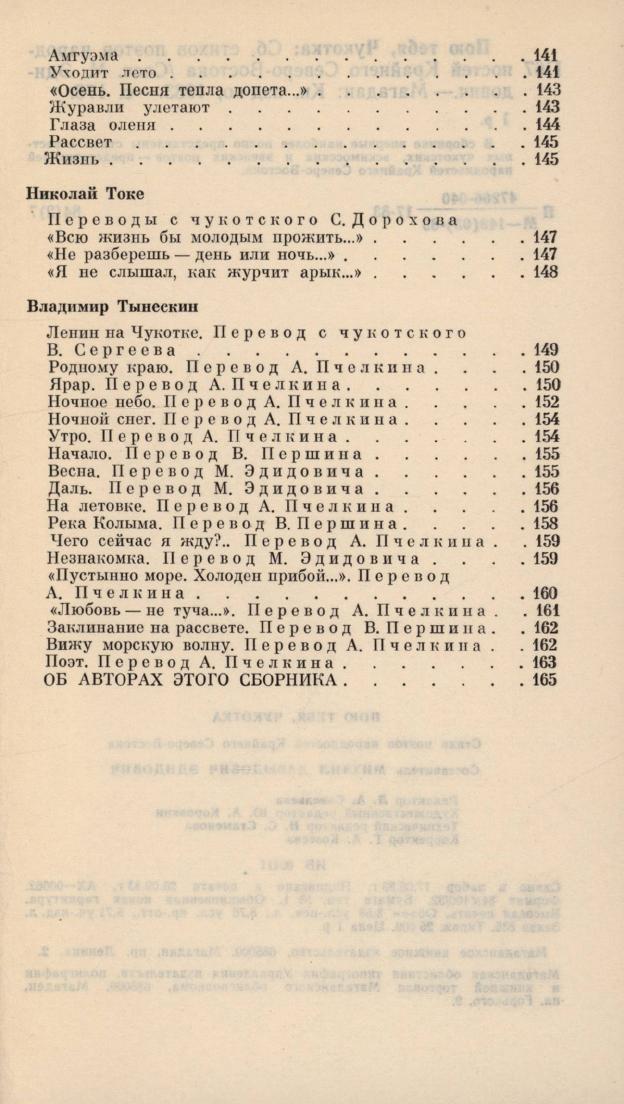 Амгуэма . . . . . . . . . . . . . 141
Уходит лето . . . . . . . . . . . . 141
«Осень. Песня тепла допета...» . . . . . . . 143
Журавли улетают . . . . . . . . . . 143
Глаза оленя . . . . . . . . . . . . 144
Рассвет . . . . . . . . . . . . . 145
Жизнь . . . . . . . . . . . . . . 145
Николай Токе
Переводы с чукотского С. Дорохова
«Всю жизнь бы молодым прожить...» . . . . . . 147
«Не разберешь — день или ночь...» . . . . . . . 147
«Я не слышал, как журчит арык...» . . . . . . 148
Владимир Тынескин
Ленин на Чукотке. Перевод с чукотского
В. Сергеева . . . . . . . . . . . 149
Родному краю. Перевод А. Пчелкина . . . . 150
Ярар. Перевод А. Пчелкина . . . . . . . 150
Ночное небо. Перевод А. Пчелкина . . . . . 152
Ночной снег. Перевод А. Пчелкина . . . . . 154
Утро. Перевод А. Пчелкина . . . . . . . 154
Начало. Перевод В. Першина . . . . . . 155
Весна. Перевод М. Эдидовича . . . . . . 155
Даль. Перевод М. Эдидовича . . . . . . 156
На летовке. Перевод А. Пчелкина . . . . . 156
Река Колыма. Перевод В. Першина . . . . . 158
Чего сейчас я жду?.. Перевод А. Пчелкина . . 159
Незнакомка. Перевод М. Эдидовича . . . . 159
«Пустынно море. Холоден прибой...». Перевод
А. Пчелкина . . . . . . . . . . . 160
«Любовь — не туча...». Перевод А. Пчелкина . . 161
Заклинание на рассвете. Перевод В. Першина . . 162
Вижу морскую волну. Перевод А. Пчелкина . . 162
Поэт. Перевод А. Пчелкина . . . . . . . 163
ОБ АВТОРАХ ЭТОГО СБОРНИКА . . . . . . . 165